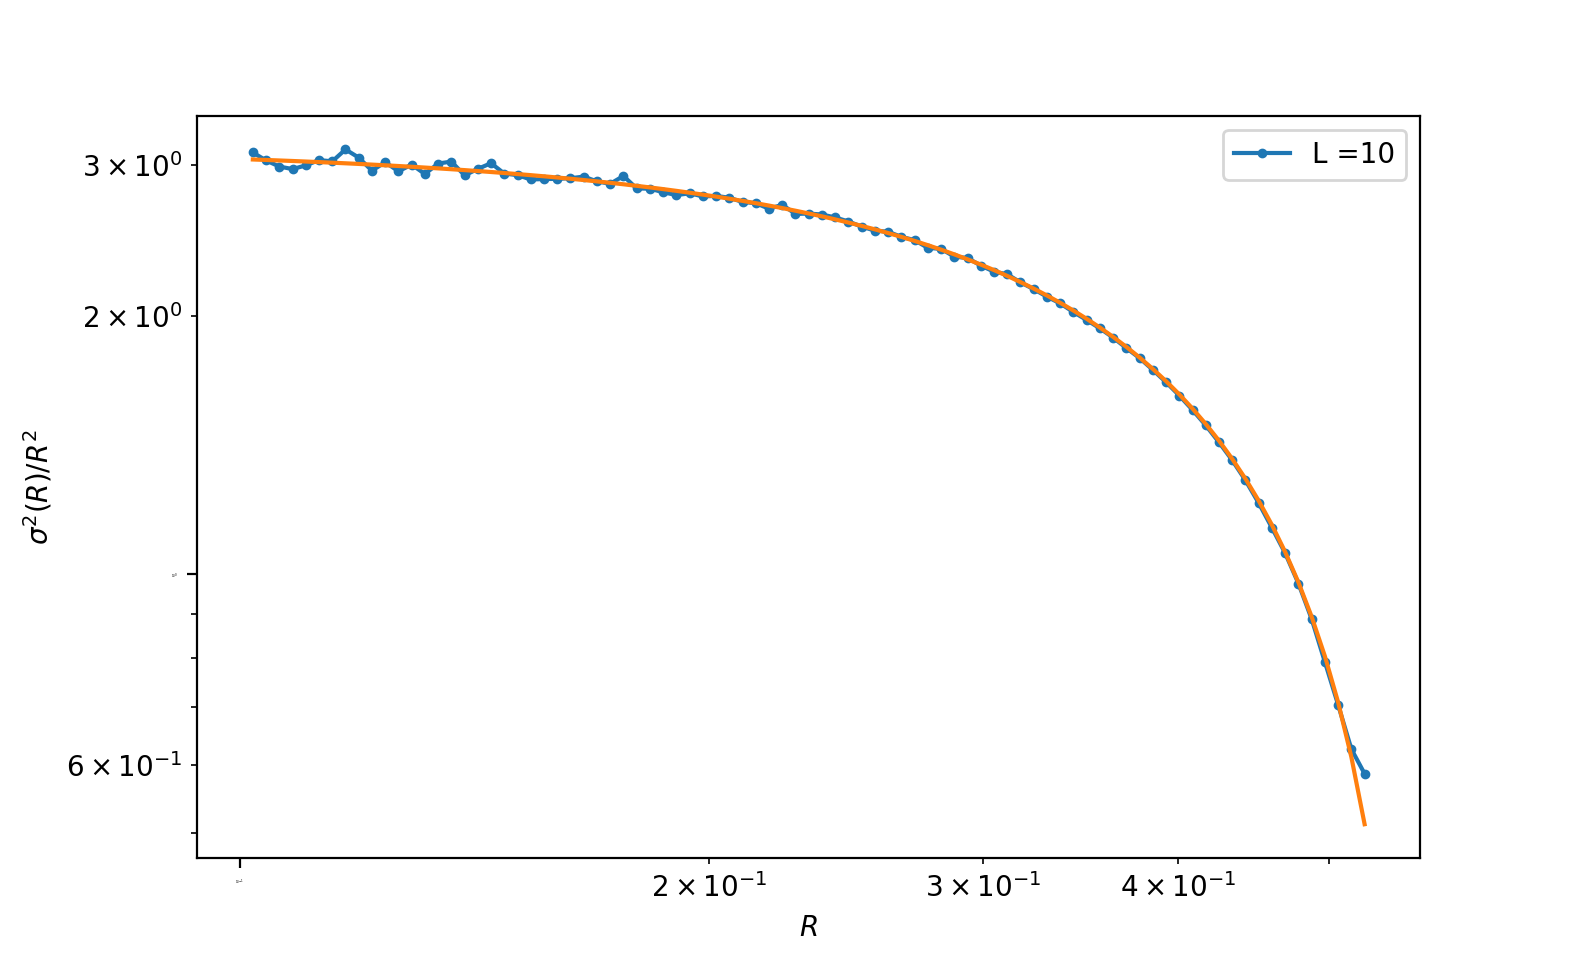 L =10
3 × 10⁰
2 × 10⁰
6 × 10⁻¹
σ²(R)/R²
2 × 10⁻¹ 3 × 10⁻¹ 4 × 10⁻¹
R